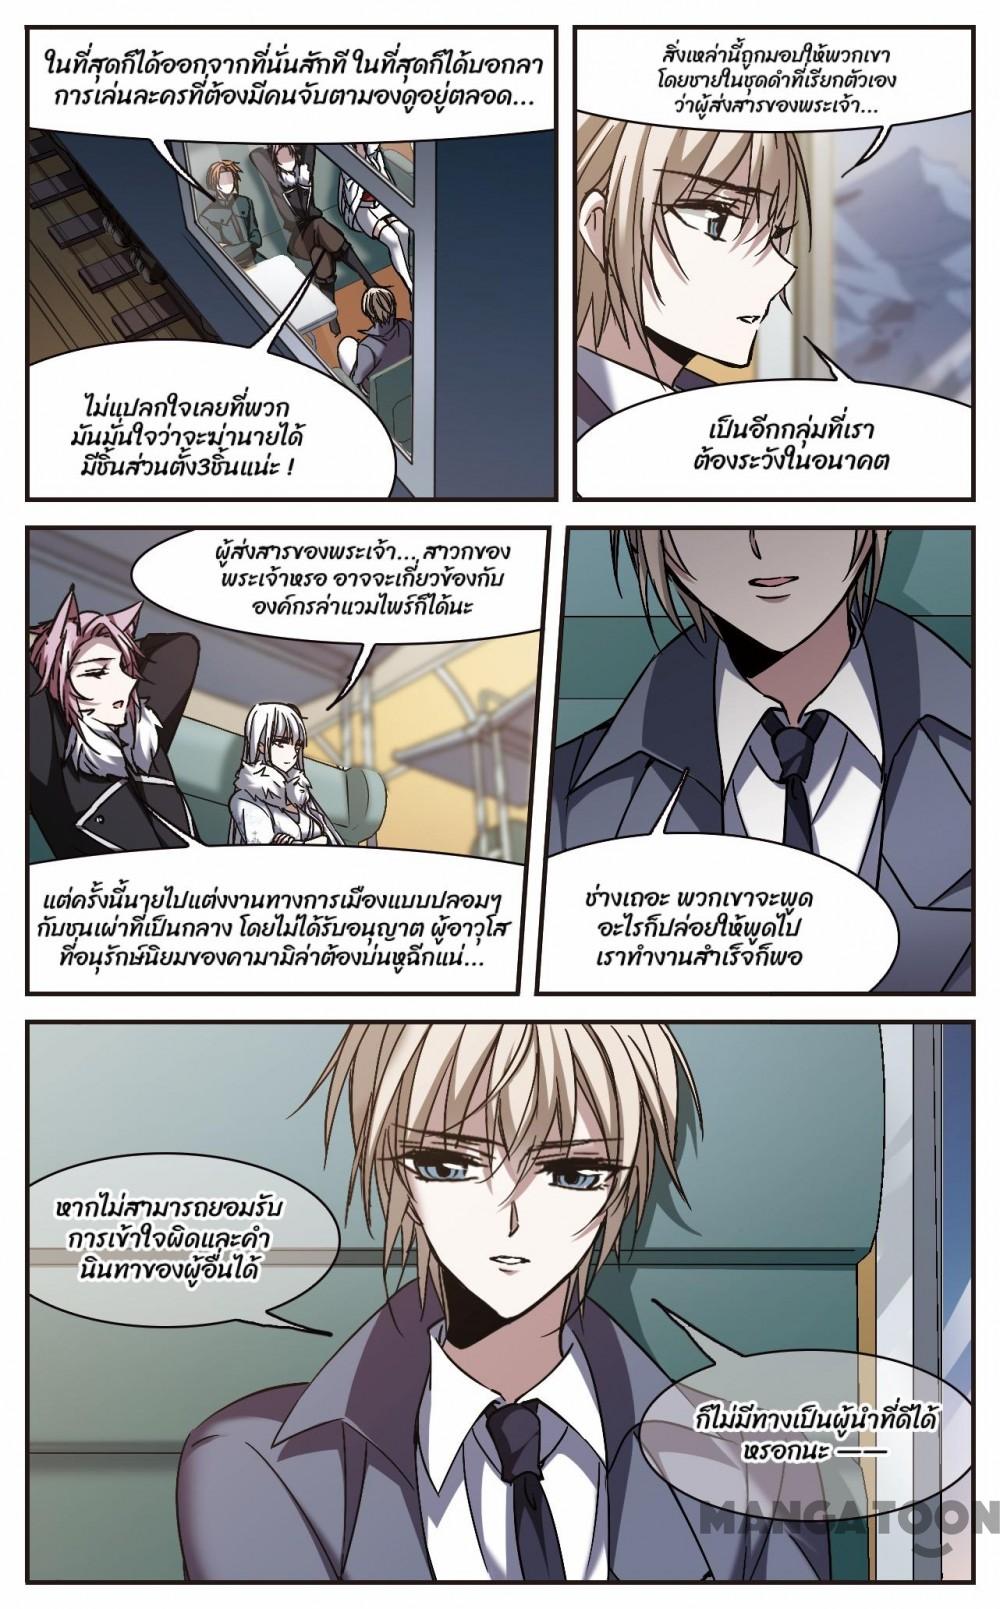 ในที่สุดก็ได้ออกจากที่นั่นสักที ในที่สุดก็ได้บอกลา
การเล่นละครที่ต้องมีคนจับตามองดูอยู่ตลอด...
ไม่แปลกใจเลยที่พวก
มันมั่นใจว่าจะฆ่านายได้
มีชิ้นส่วนตั้ง3ชิ้นแน่ะ !
สิ่งเหล่านี้ถูกมอบให้พวกเขา
โดยชายในชุดดำที่เรียกตัวเอง
ว่าผู้ส่งสารของพระเจ้า...
เป็นอีกกลุ่มที่เรา
ต้องระวังในอนาคต
ผู้ส่งสารของพระเจ้า... สาวกของ
พระเจ้าหรอ อาจจะเกี่ยวข้องกับ
องค์กรล่าแวมไพร์ก็ได้นะ
แต่ครั้งนี้นายไปแต่งงานทางการเมืองแบบปลอมๆ
กับชนเผ่าที่เป็นกลาง โดยไม่ได้รับอนุญาต ผู้อาวุโส
ที่อนุรักษ์นิยมของคามามิล่าต้องบ่นหูฉีกแน่...
ช่างเถอะ พวกเขาจะพูด
อะไรก็ปล่อยให้พูดไป
เราทำงานสำเร็จก็พอ
หากไม่สามารถยอมรับ
การเข้าใจผิดและคำ
นินทาของผู้อื่นได้
ก็ไม่มีทางเป็นผู้นำที่ดีได้
หรอกนะ ——
MANGATOON